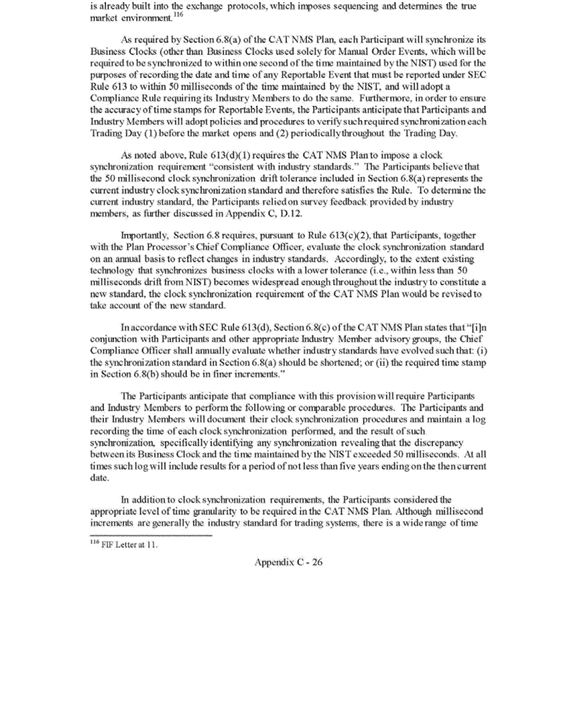 is already built into the exchange protocols, which imposes sequencing and determines the true
market environment.116
As required by Section 6.8(a) of the CAT NMS Plan, each Participant will synchronize its
Business Clocks (other than Business Clocks used solely for Manual Order Events, which will be
required to be synchronized to within one second of the time maintained by the NIST) used for the
purposes of recording the date and time of any Reportable Event that must be reported under SEC
Rule 613 to within 50 milliseconds of the time maintained by the NIST, and will adopt a
Compliance Rule requiring its Industry Members to do the same. Furthermore, in order to ensure
the accuracy of time stamps for Reportable Events, the Participants anticipate that Participants and
Industry Members will adopt policies and procedures to verify such required synchronization each
Trading Day (1) before the market opens and (2) periodically throughout the Trading Day.
As noted above, Rule 613(d)(1) requires the CAT NMS Plan to impose a clock
synchronization requirement “consistent with industry standards.” The Participants believe that
the 50 millisecond clock synchronization drift tolerance included in Section 6.8(a) represents the
current industry clock synchronization standard and therefore satisfies the Rule. To determine the
current industry standard, the Participants relied on survey feedback provided by industry
members, as further discussed in Appendix C, D.12.
Importantly, Section 6.8 requires, pursuant to Rule 613(c)(2), that Participants, together
with the Plan Processor's Chief Compliance Officer, evaluate the clock synchronization standard
on an annual basis to reflect changes in industry standards. Accordingly, to the extent existing
technology that synchronizes business clocks with a lower tolerance (i.e., within less than 50
milliseconds drift from NIST) becomes widespread enough throughout the industry to constitute a
new standard, the clock synchronization requirement of the CAT NMS Plan would be revised to
take account of the new standard.
In accordance with SEC Rule 613(d), Section 6.8(c) of the CAT NMS Plan states that “[i]n
conjunction with Participants and other appropriate Industry Member advisory groups, the Chief
Compliance Officer shall annually evaluate whether industry standards have evolved such that: (i)
the synchronization standard in Section 6.8(a) should be shortened; or (ii) the required time stamp
in Section 6.8(b) should be in finer increments.”
The Participants anticipate that compliance with this provision will require Participants
and Industry Members to perform the following or comparable procedures. The Participants and
their Industry Members will document their clock synchronization procedures and maintain a log
recording the time of each clock synchronization performed, and the result of such
synchronization, specifically identifying any synchronization revealing that the discrepancy
between its Business Clock and the time maintained by the NIST exceeded 50 milliseconds. At all
times such log will include results for a period of not less than five years ending on the then current
date.
In addition to clock synchronization requirements, the Participants considered the
appropriate level of time granularity to be required in the CAT NMS Plan. Although millisecond
increments are generally the industry standard for trading systems, there is a wide range of time
116 FIF Letter at 11.
Appendix C - 26